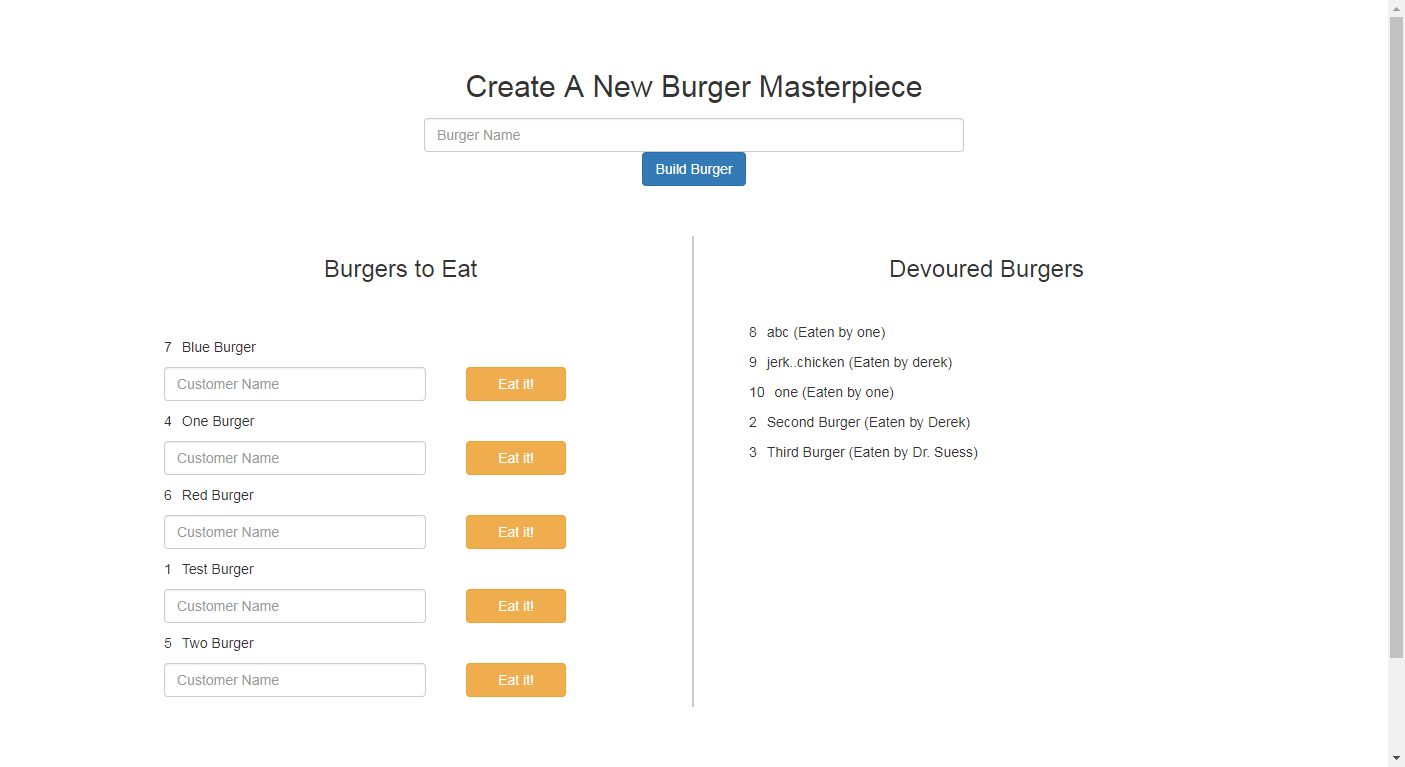 Create A New Burger Masterpiece
Burger Name
Build Burger
Burgers to Eat
7 Blue Burger
Customer Name
Eat it!
4 One Burger
Customer Name
Eat it!
6 Red Burger
Customer Name
Eat it!
1 Test Burger
Customer Name
Eat it!
5 Two Burger
Customer Name
Eat it!
Devoured Burgers
8 abc (Eaten by one)
9 jerk..chicken (Eaten by derek)
10 one (Eaten by one)
2 Second Burger (Eaten by Derek)
3 Third Burger (Eaten by Dr. Suess)